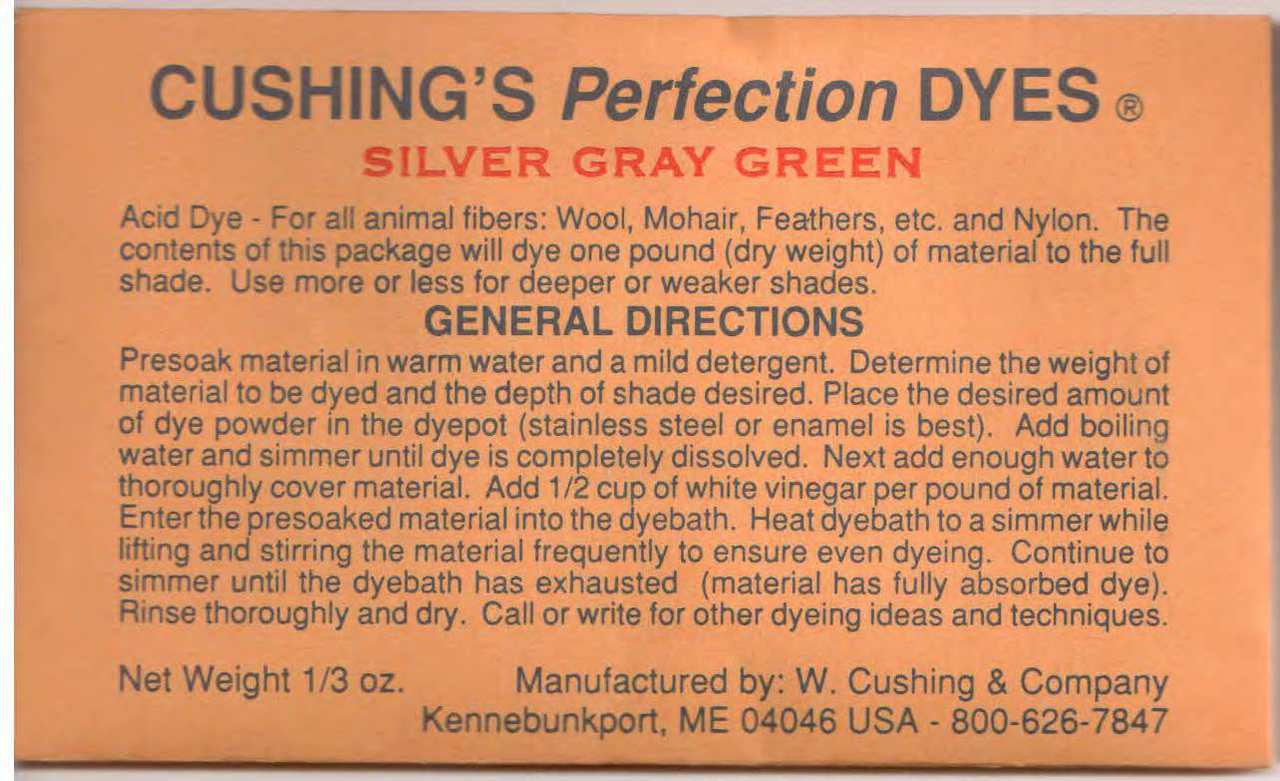 CUSHING'S Perfection DYES ®
SILVER GRAY GREEN
Acid Dye - For all animal fibers: Wool, Mohair, Feathers, etc. and Nylon. The
contents of this package will dye one pound (dry weight) of material to the full
shade. Use more or less for deeper or weaker shades.
GENERAL DIRECTIONS
Presoak material in warm water and a mild detergent. Determine the weight of
material to be dyed and the depth of shade desired. Place the desired amount
of dye powder in the dyepot (stainless steel or enamel is best). Add boiling
water and simmer until dye is completely dissolved. Next add enough water to
thoroughly cover material. Add 1/2 cup of white vinegar per pound of material.
Enter the presoaked material into the dyebath. Heat dyebath to a simmer while
lifting and stirring the material frequently to ensure even dyeing. Continue to
simmer until the dyebath has exhausted (material has fully absorbed dye).
Rinse thoroughly and dry. Call or write for other dyeing ideas and techniques.
Net Weight 1/3 oz. Manufactured by: W. Cushing & Company
Kennebunkport, ME 04046 USA - 800-626-7847